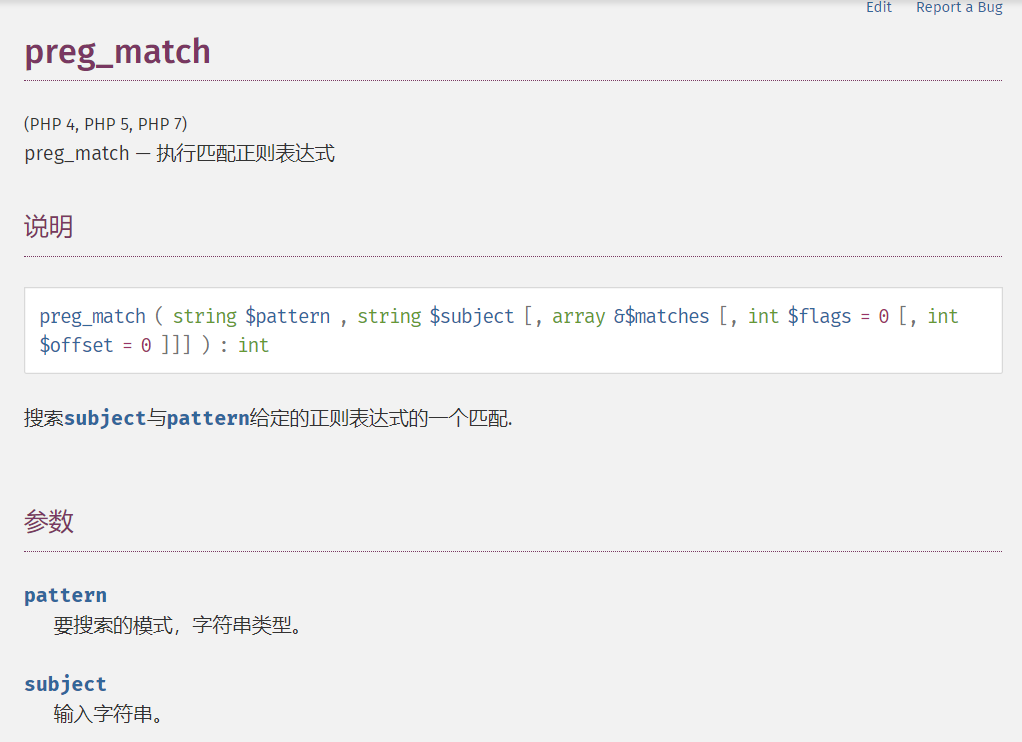 Edit Report a Bug
preg_match
(PHP 4, PHP 5, PHP 7)
preg_match — 执行匹配正则表达式
说明
preg_match ( string $pattern , string $subject [, array &$matches [, int $flags = 0 [, int
$offset = 0 ]]] ) : int
搜索subject与pattern给定的正则表达式的一个匹配.
参数
pattern
要搜索的模式，字符串类型。
subject
输入字符串。